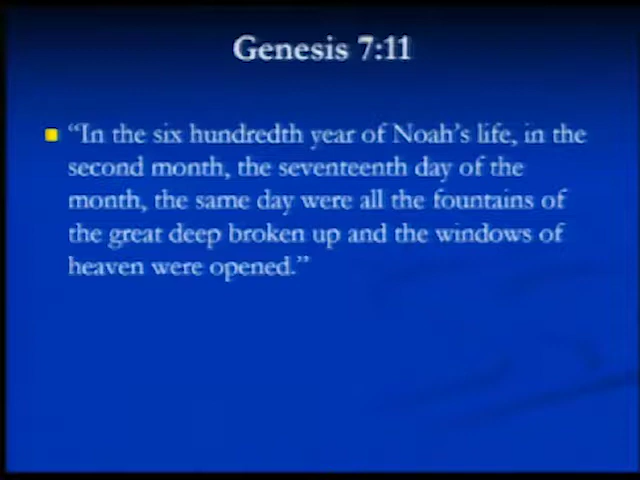 Genesis 7:11
“In the six hundredth year of Noah’s life, in the
second month, the seventeenth day of the
month, the same day were all the fountains of
the great deep broken up and the windows of
heaven were opened.”